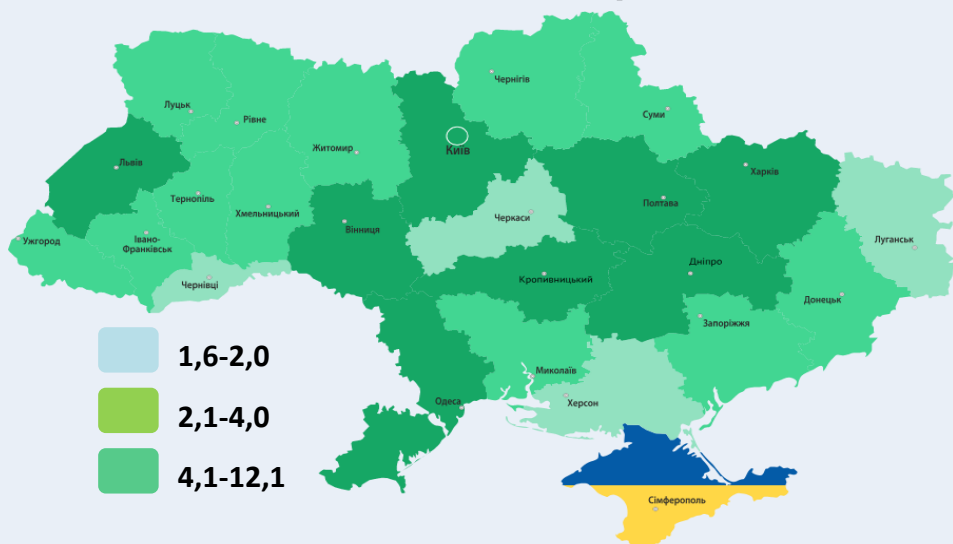 Чернігів
Луцьк
Рівне
Суми
Житомир
Київ
Львів
Харків
Тернопіль
Хмельницький
Полтава
Черкаси
Вінниця
Ужгород
Івано-
Франківськ
Луганськ
Дніпро
Кропивницький
Чернівці
Донецьк
Запоріжжя
1,6-2,0
Миколаїв
Одеса
Херсон
2,1-4,0
4,1-12,1
Сімферополь